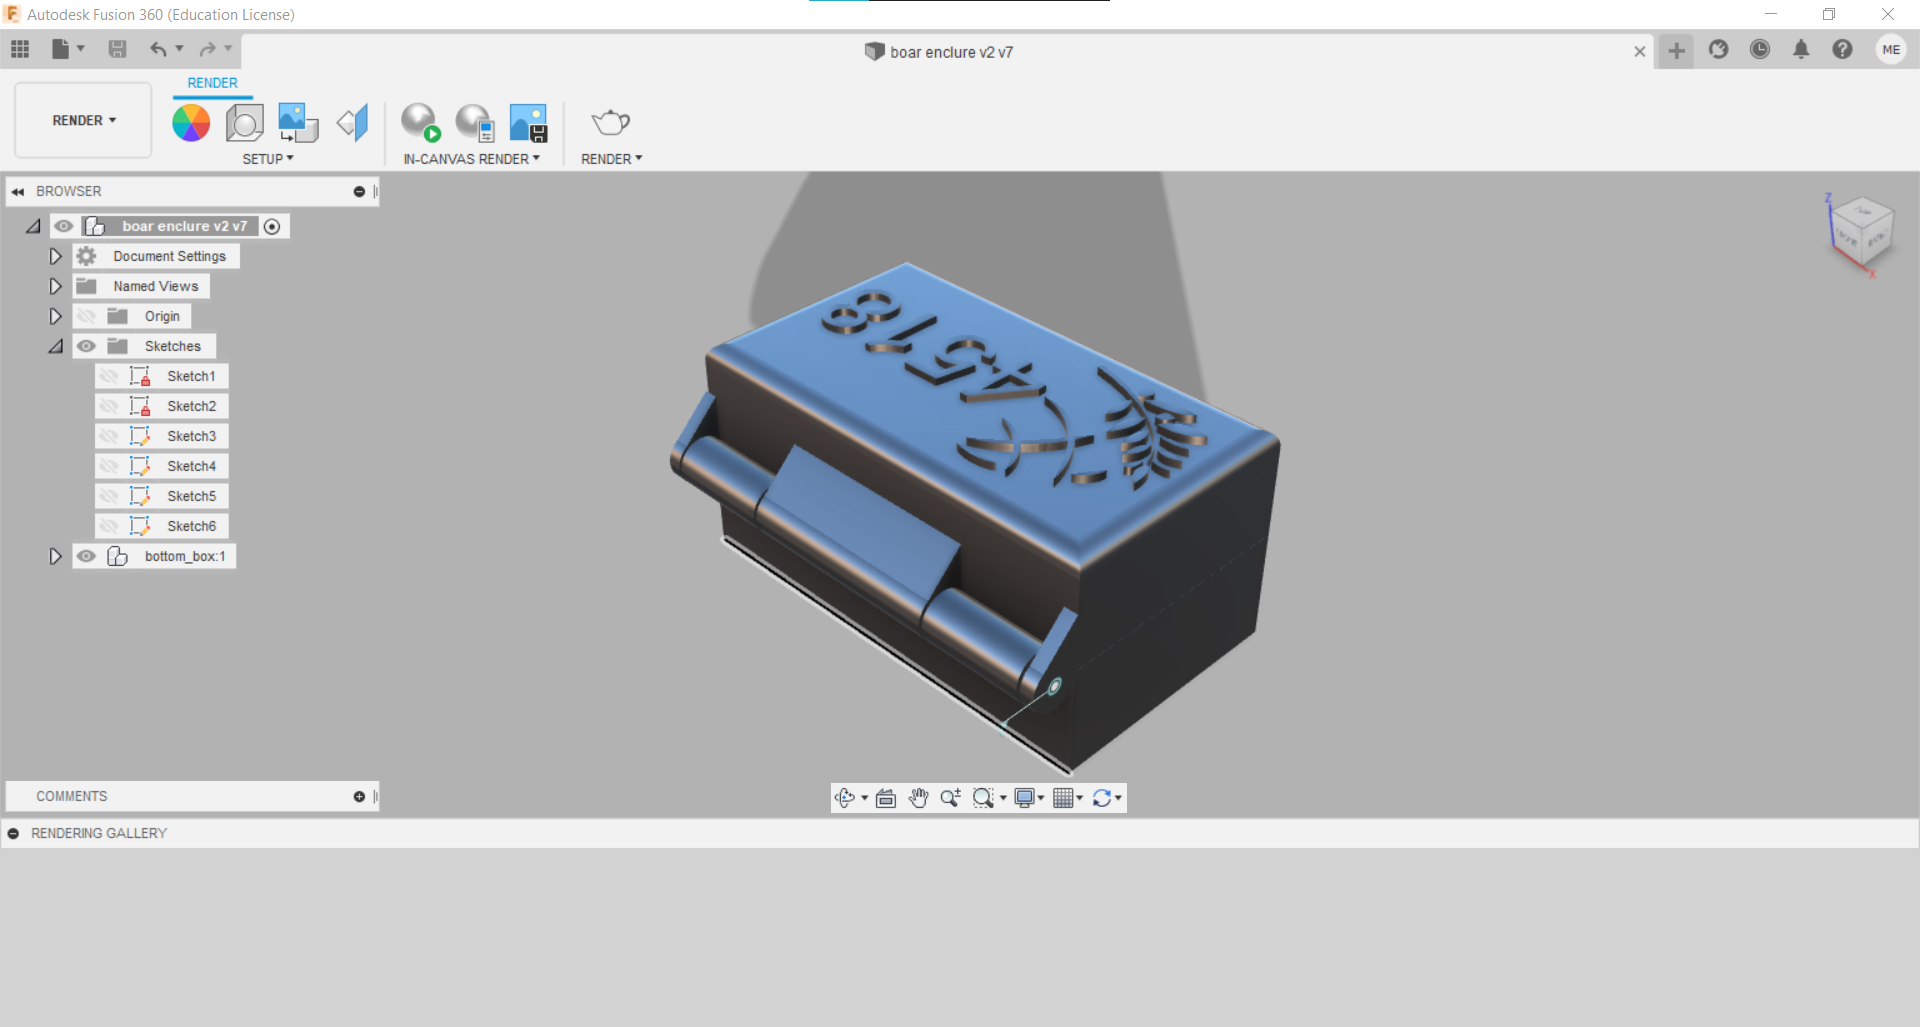 Autodesk Fusion 360 (Education License)
boar enclure v2 v7
ME
RENDER
RENDER
SETUP
IN-CANVAS RENDER
RENDER
BROWSER
boar enclure v2 v7
Document Settings
Named Views
Origin
Sketches
Sketch1
Sketch2
Sketch3
Sketch4
Sketch5
Sketch6
bottom_box:1
Z
X
COMMENTS
RENDERING GALLERY